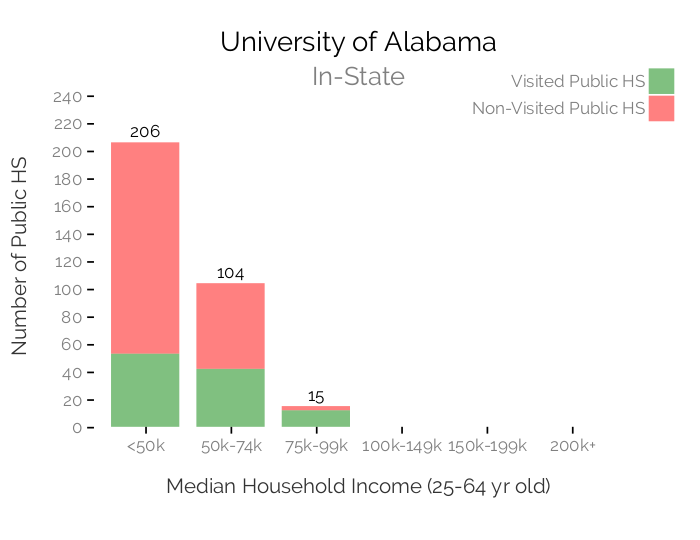 University of Alabama
In-State
Visited Public HS
Non-Visited Public HS
Number of Public HS
240
220
200
180
160
140
120
100
80
60
40
20
0
206
104
15
<50k
50k-74k
75k-99k
100k-149k
150k-199k
200k+
Median Household Income (25-64 yr old)